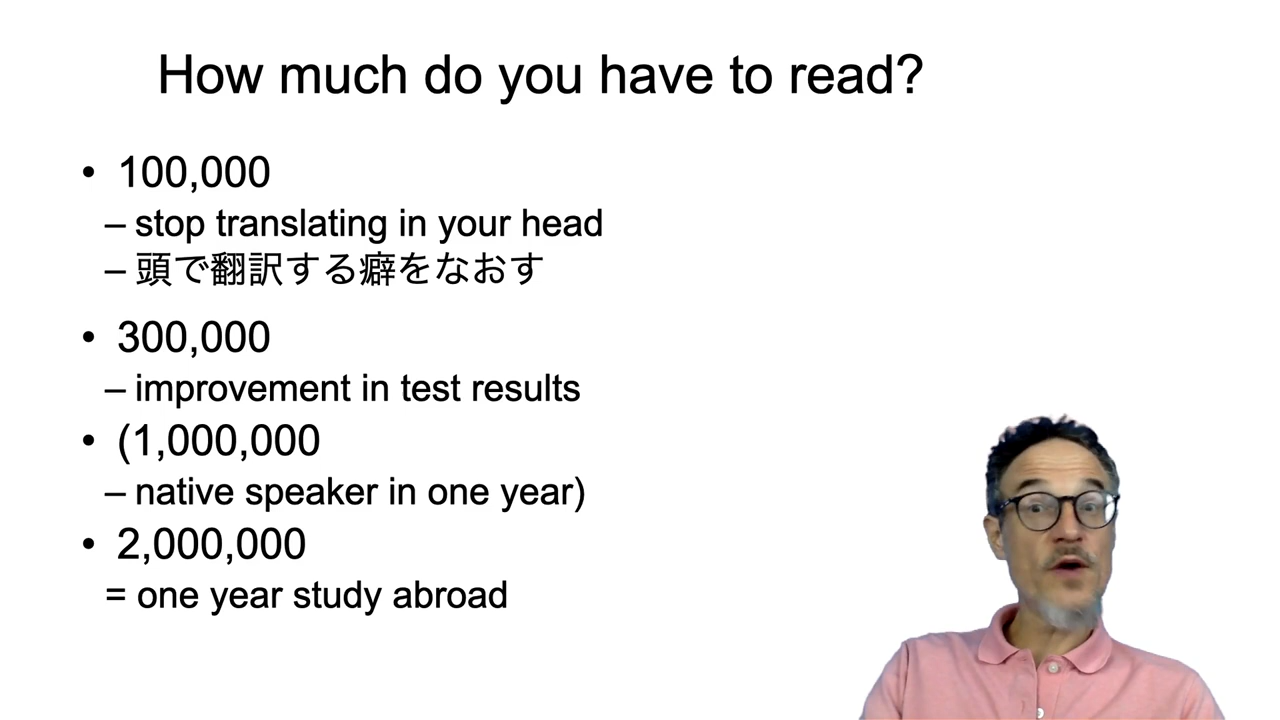 How much do you have to read?
• 100,000
– stop translating in your head
– 頭で翻訳する癖をなおす
• 300,000
– improvement in test results
• (1,000,000
– native speaker in one year)
• 2,000,000
= one year study abroad